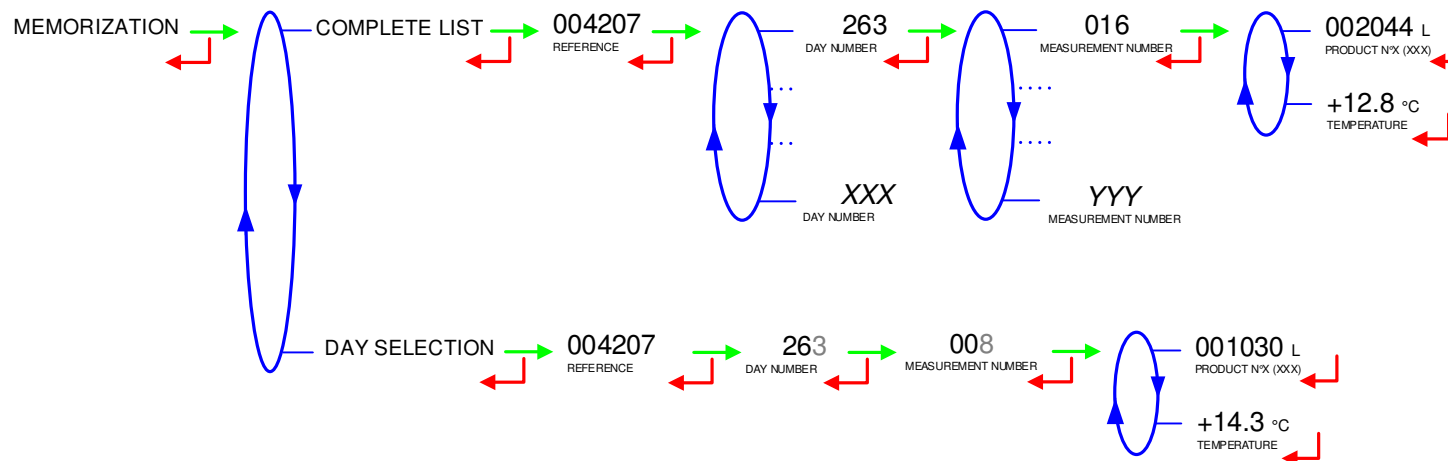 MEMORIZATION
COMPLETE LIST
004207
REFERENCE
263
DAY NUMBER
....
....
XXX
DAY NUMBER
016
MEASUREMENT NUMBER
....
....
YYY
MEASUREMENT NUMBER
002044 L
PRODUCT N°X (XXX)
+12.8 °C
TEMPERATURE
DAY SELECTION
004207
REFERENCE
263
DAY NUMBER
008
MEASUREMENT NUMBER
001030 L
PRODUCT N°X (XXX)
+14.3 °C
TEMPERATURE